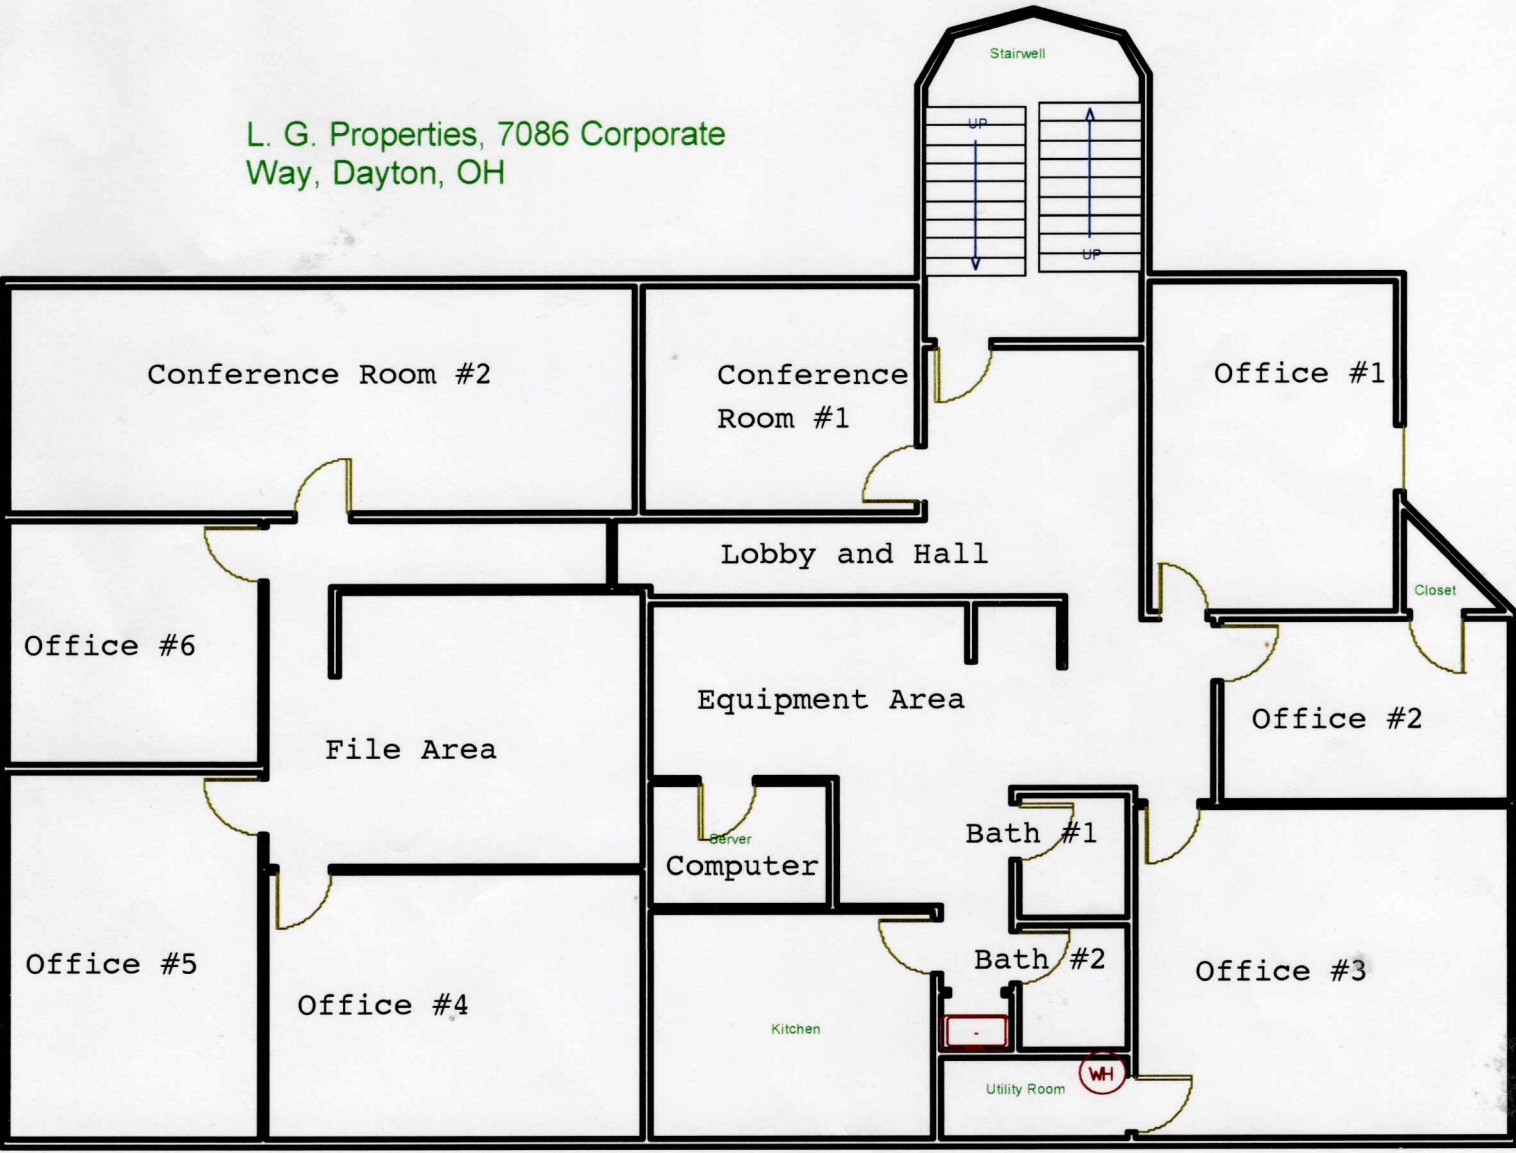 Stairwell
UP
UP
L. G. Properties, 7086 Corporate
Way, Dayton, OH
Conference Room #2
Conference
Room #1
Office #1
Lobby and Hall
Closet
Office #6
Equipment Area
Office #2
File Area
Server
Computer
Bath #1
Bath #2
Office #5
Office #4
Office #3
Kitchen
WH
Utility Room